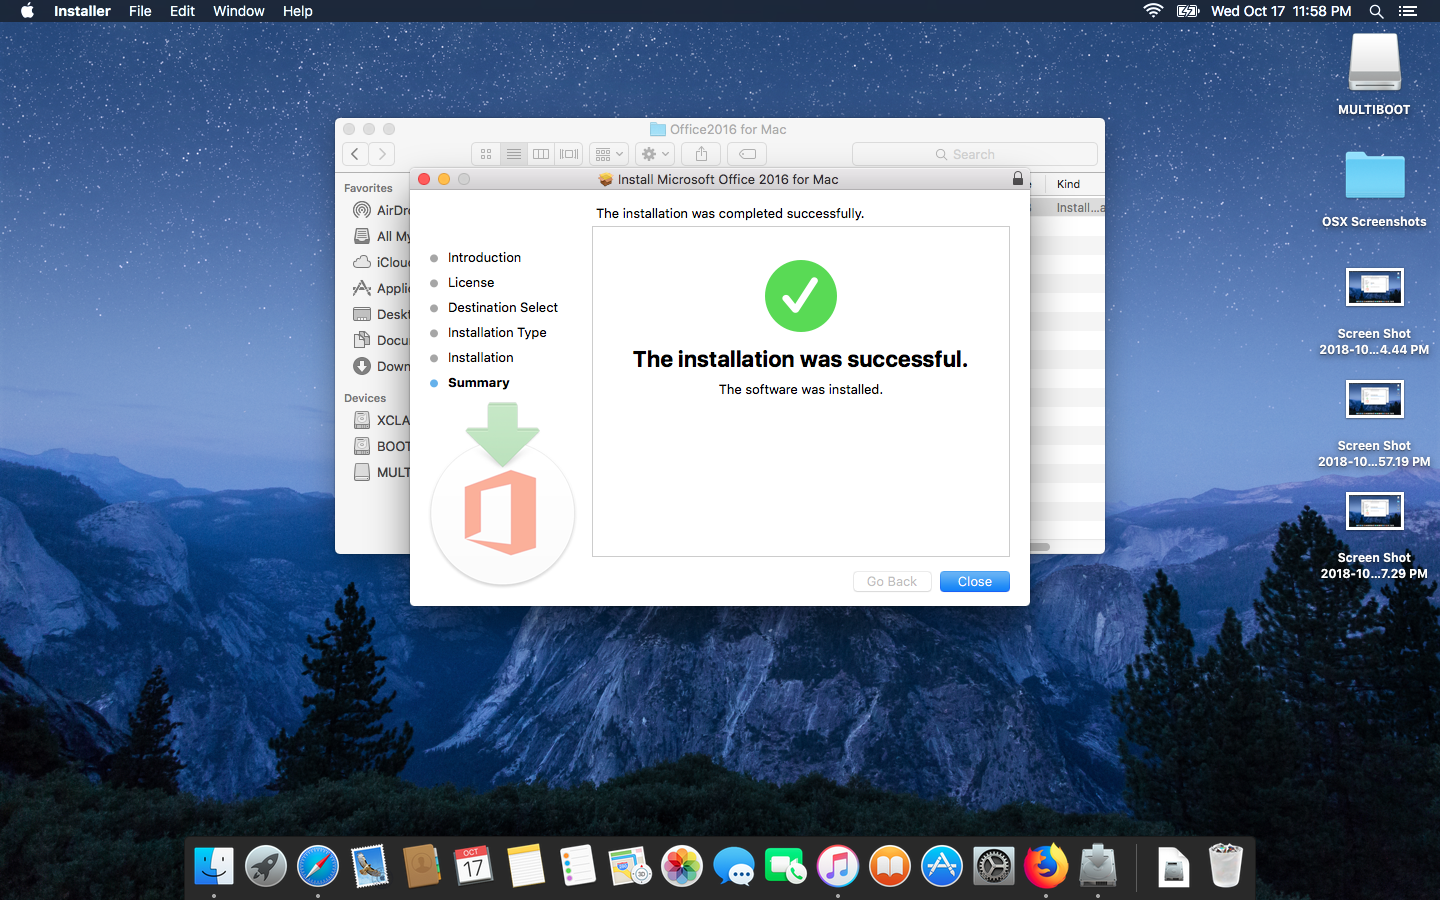 Installer File Edit Window Help Wed Oct 17 11:58 PM
MULTIBOOT
OSX Screenshots
Screen Shot
2018-10...4.44 PM
Screen Shot
2018-10...57.19 PM
Screen Shot
2018-10...7.29 PM
Office2016 for Mac
Search
Favorites
AirDr
All My
iClou
Applic
Deskt
Docu
Down
Devices
XCLA
BOOT
MULT
Kind
Install...a
Install Microsoft Office 2016 for Mac
The installation was completed successfully.
Introduction
License
Destination Select
Installation Type
Installation
Summary
The installation was successful.
The software was installed.
Go Back Close
OCT
17
3D